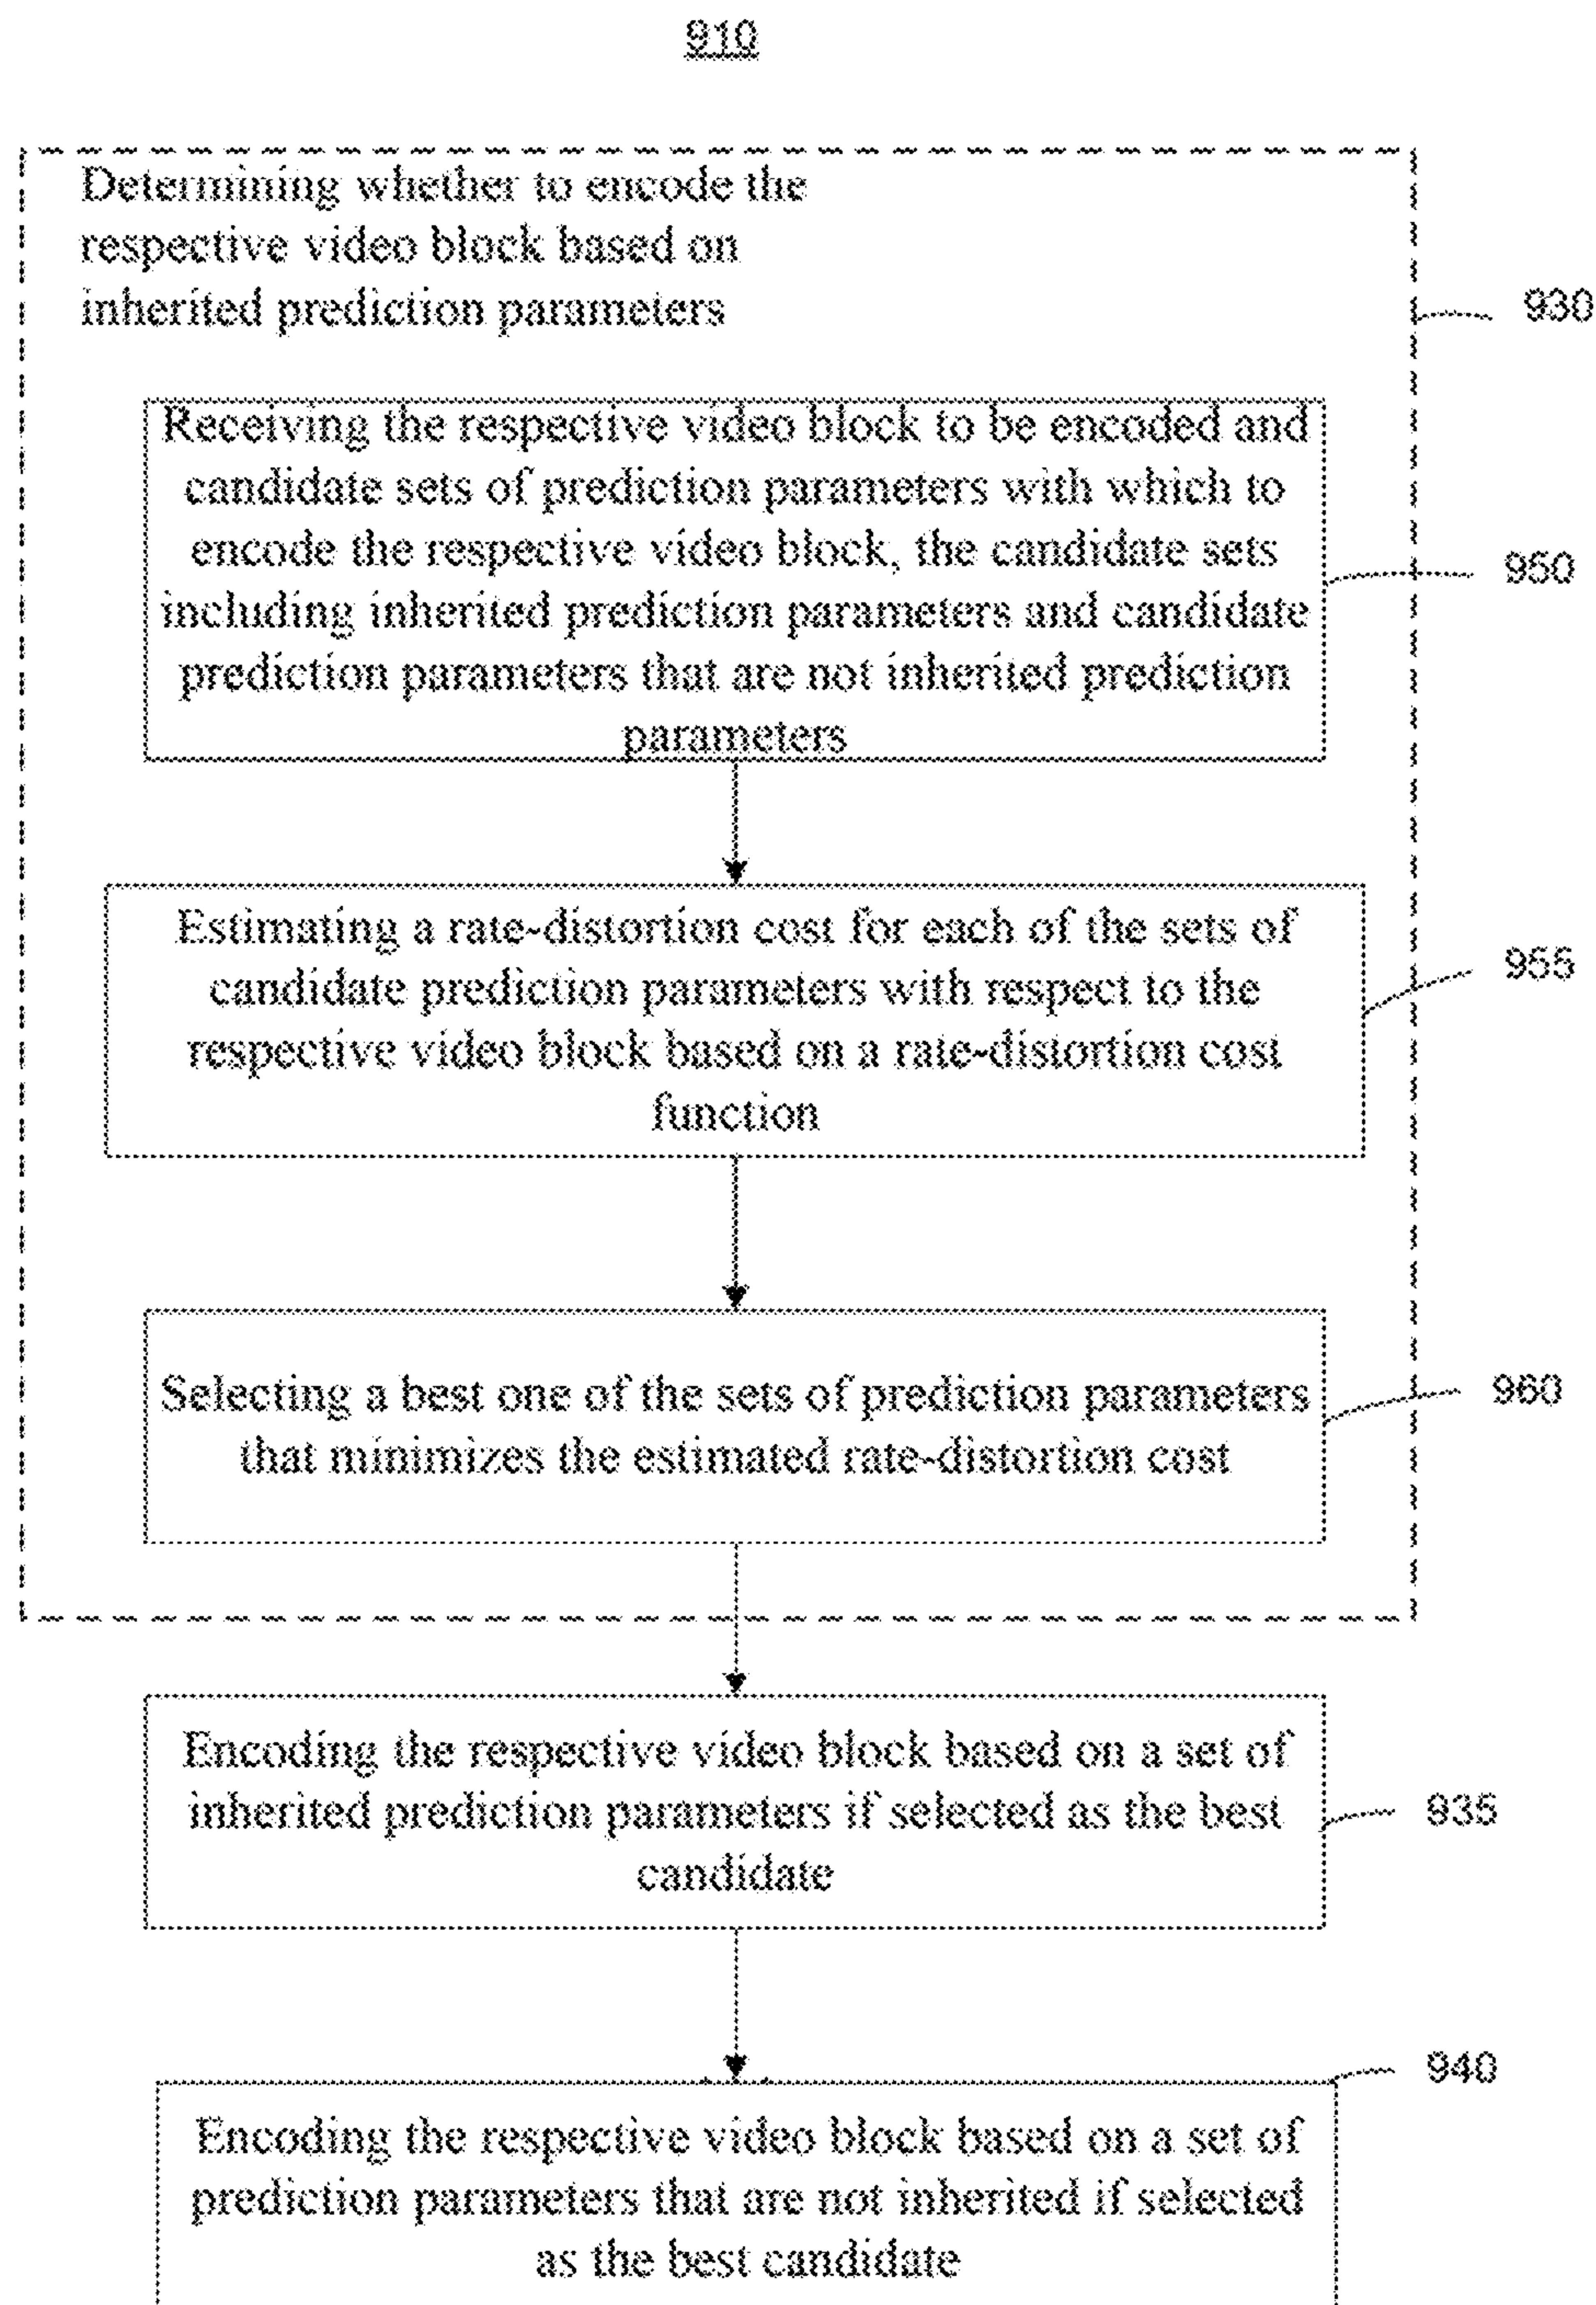 910
Determining whether to encode the
respective video block based on
inherited prediction parameters
930
Receiving the respective video block to be encoded and
candidate sets of prediction parameters with which to
encode the respective video block, the candidate sets
including inherited prediction parameters and candidate
prediction parameters that are not inherited prediction
parameters
950
Estimating a rate-distortion cost for each of the sets of
candidate prediction parameters with respect to the
respective video block based on a rate-distortion cost
function
955
Selecting a best one of the sets of prediction parameters
that minimizes the estimated rate-distortion cost
960
Encoding the respective video block based on a set of
inherited prediction parameters if selected as the best
candidate
935
940
Encoding the respective video block based on a set of
prediction parameters that are not inherited if selected
as the best candidate